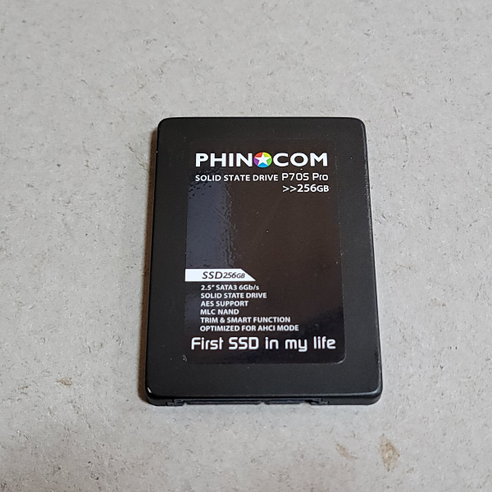 PHINOCOM
SOLID STATE DRIVE P70S Pro
>>256GB
SSD256GB
2.5" SATA3 6Gb/s
SOLID STATE DRIVE
AES SUPPORT
MLC NAND
TRIM & SMART FUNCTION
OPTIMIZED FOR AHCI MODE
First SSD in my life